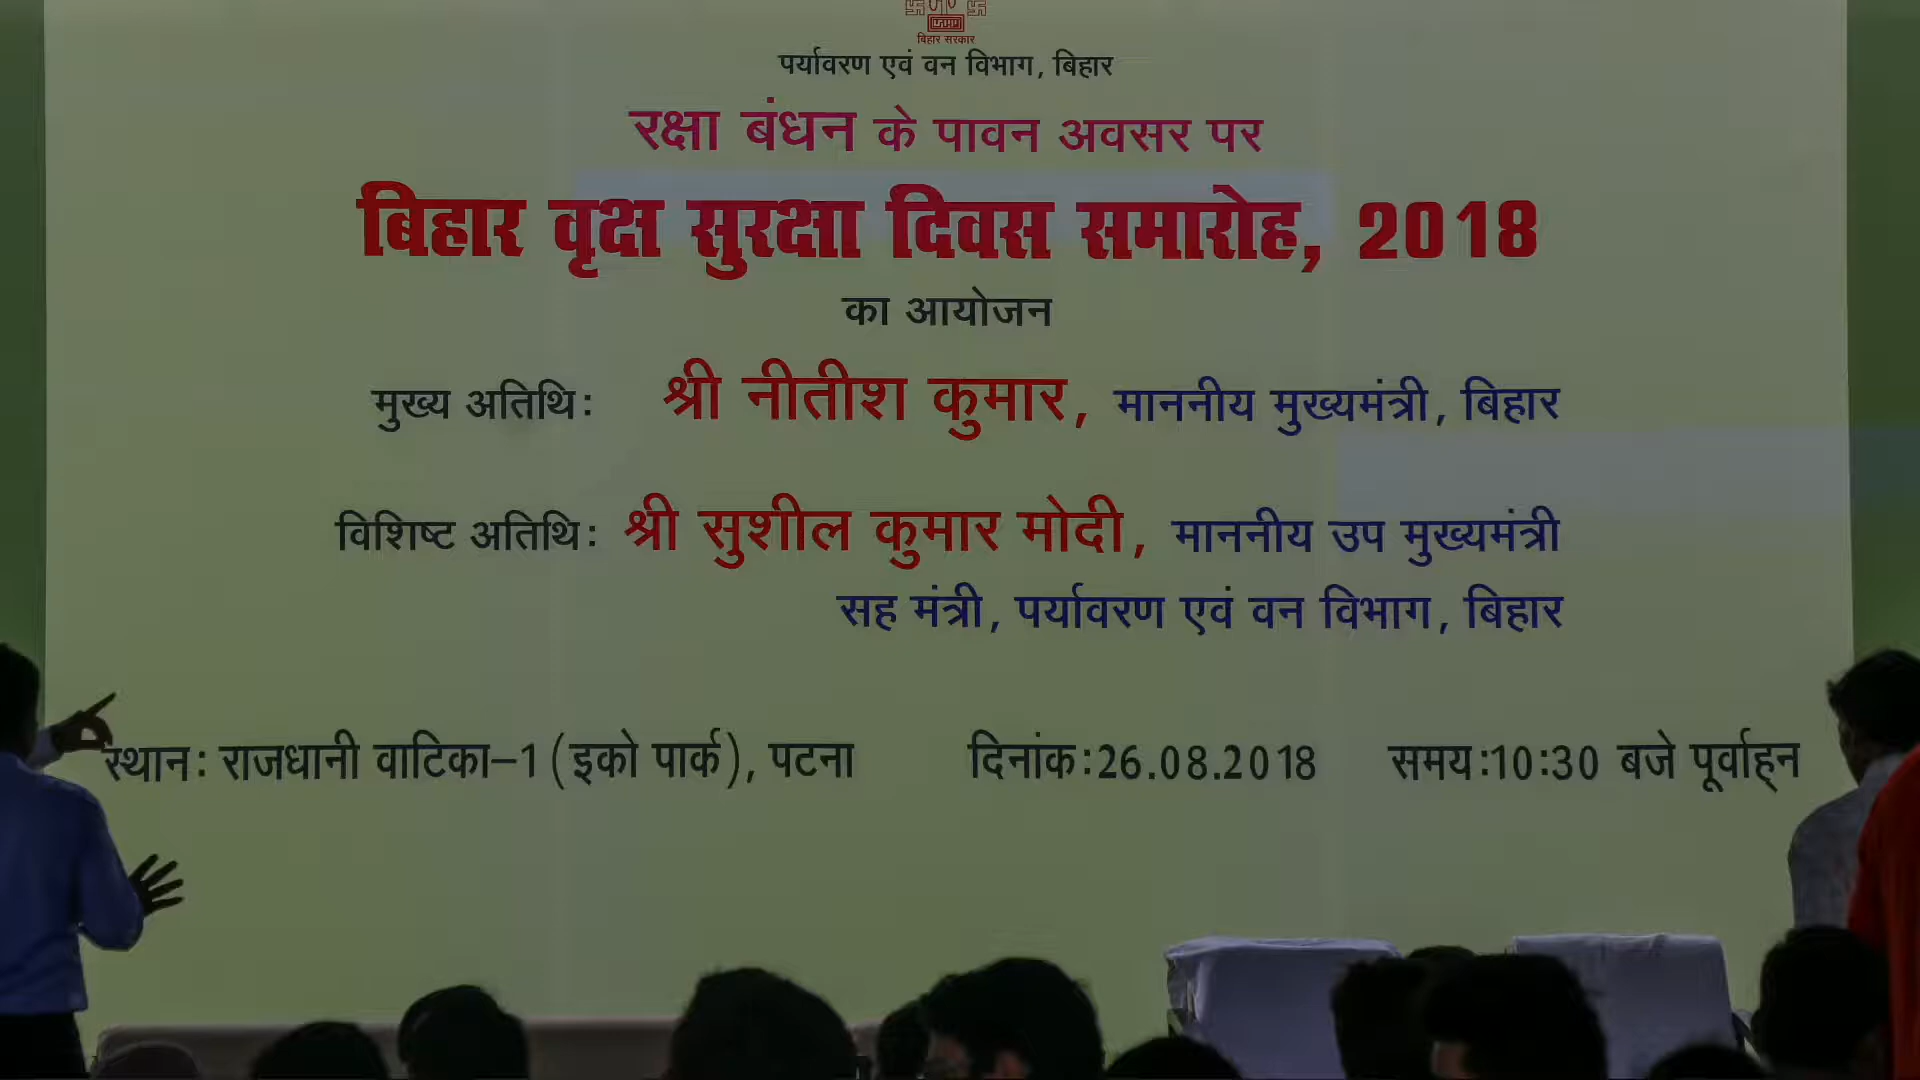 बिहार सरकार
पर्यावरण एवं वन विभाग, बिहार
रक्षा बंधन के पावन अवसर पर
बिहार वृक्ष सुरक्षा दिवस समारोह, 2018
का आयोजन
मुख्य अतिथि: श्री नीतीश कुमार, माननीय मुख्यमंत्री, बिहार
विशिष्ट अतिथि: श्री सुशील कुमार मोदी, माननीय उप मुख्यमंत्री
सह मंत्री, पर्यावरण एवं वन विभाग, बिहार
स्थान: राजधानी वाटिका-1 (इको पार्क), पटना दिनांक:26.08.2018 समय:10:30 बजे पूर्वाह्न